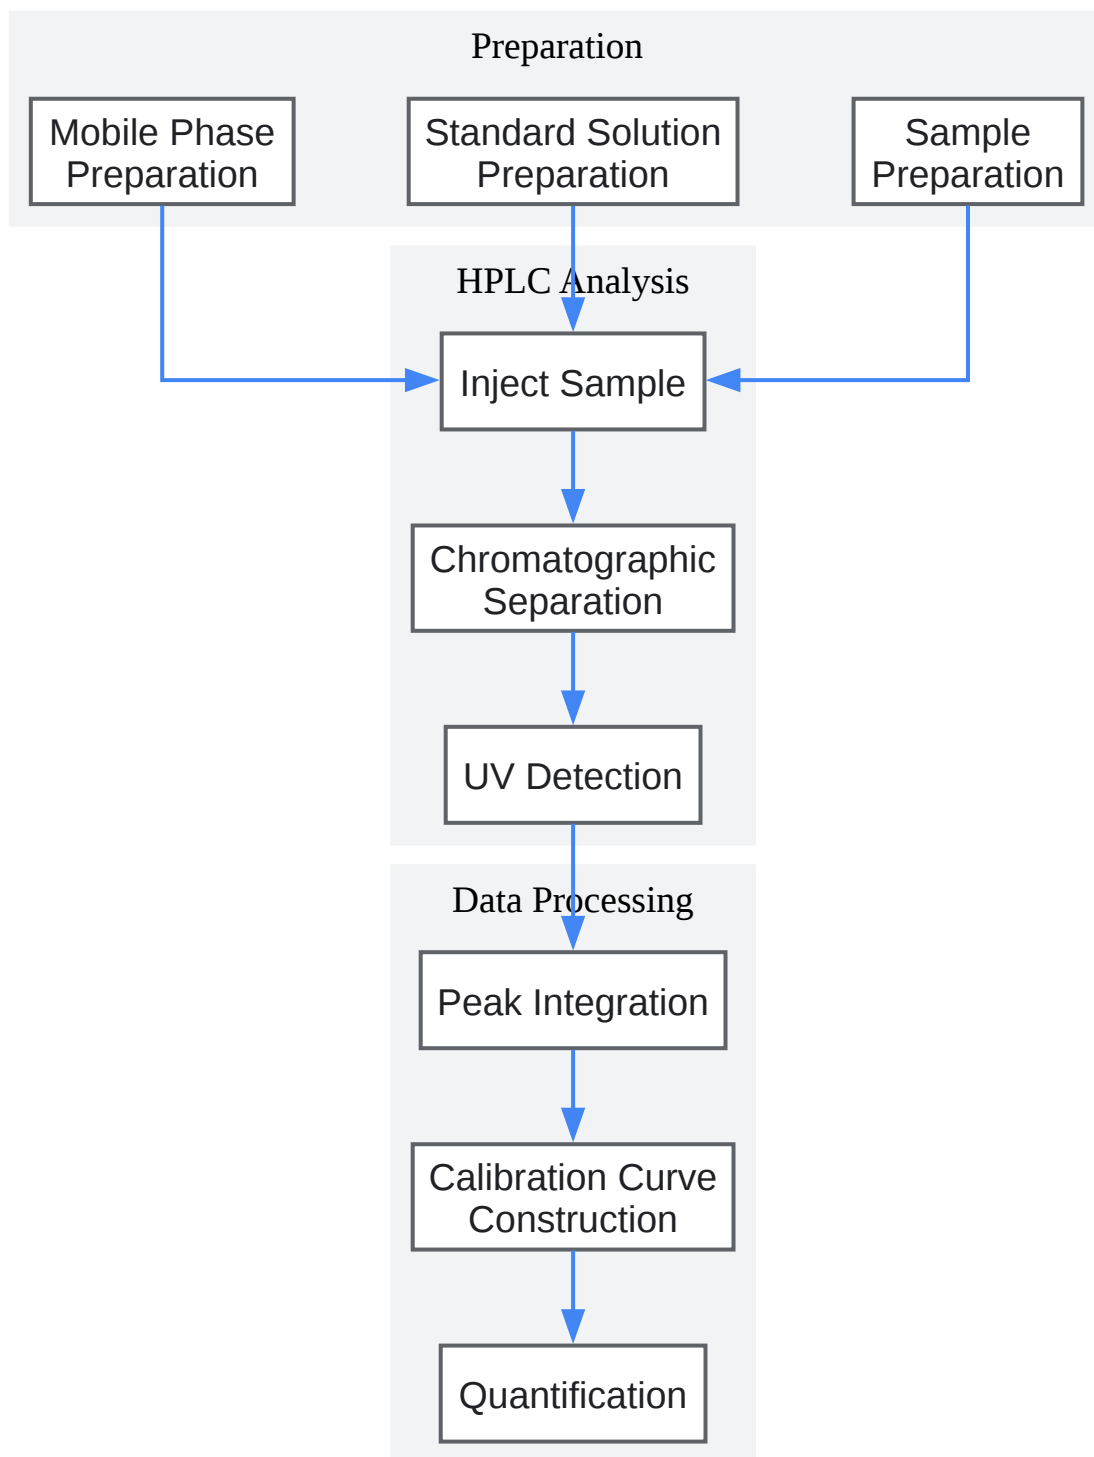 Preparation
Mobile Phase
Preparation
Standard Solution
Preparation
Sample
Preparation
HPLC Analysis
Inject Sample
Chromatographic
Separation
UV Detection
Data Processing
Peak Integration
Calibration Curve
Construction
Quantification